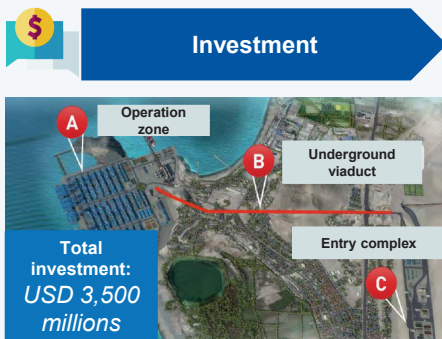 $
Investment
A
Operation
zone
B
Underground
viaduct
Entry complex
Total
investment:
USD 3,500
millions
C